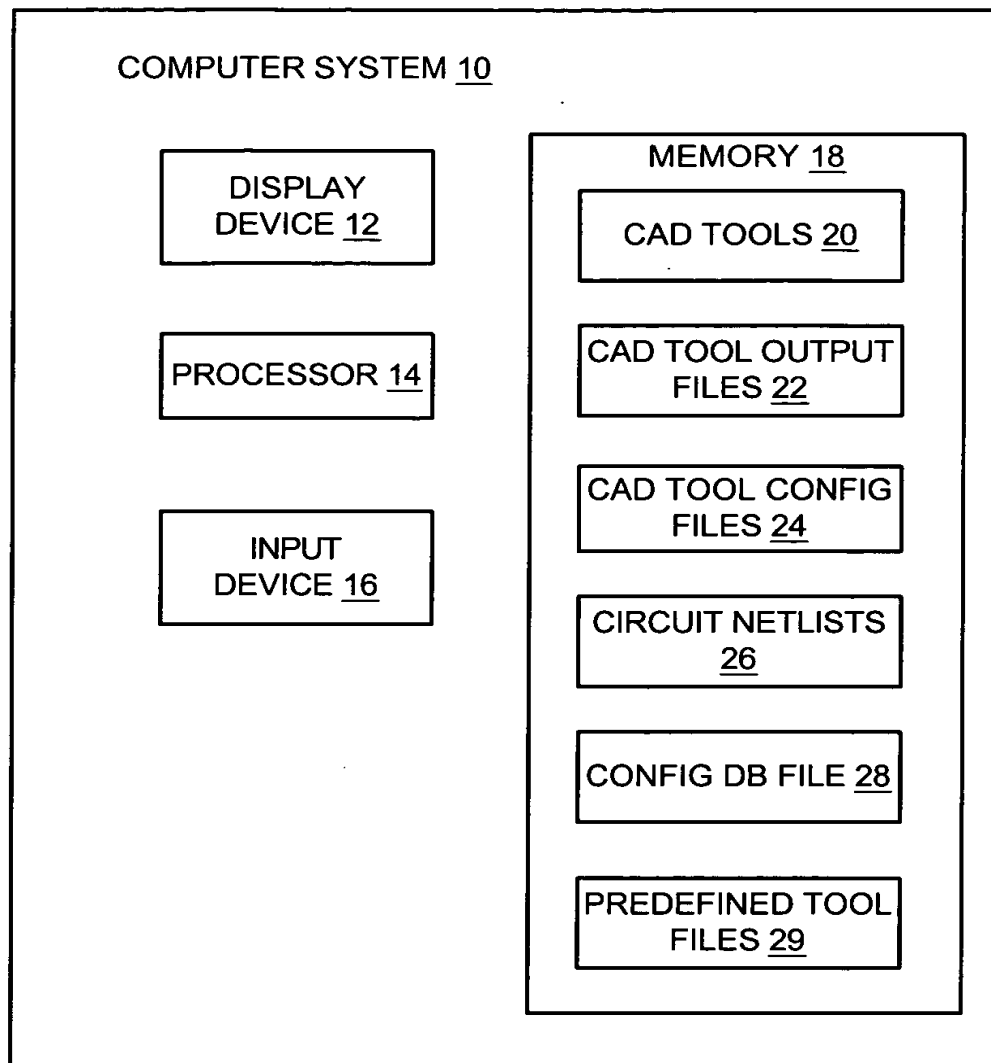 COMPUTER SYSTEM 10
DISPLAY
DEVICE 12
PROCESSOR 14
INPUT
DEVICE 16
MEMORY 18
CAD TOOLS 20
CAD TOOL OUTPUT
FILES 22
CAD TOOL CONFIG
FILES 24
CIRCUIT NETLISTS
26
CONFIG DB FILE 28
PREDEFINED TOOL
FILES 29